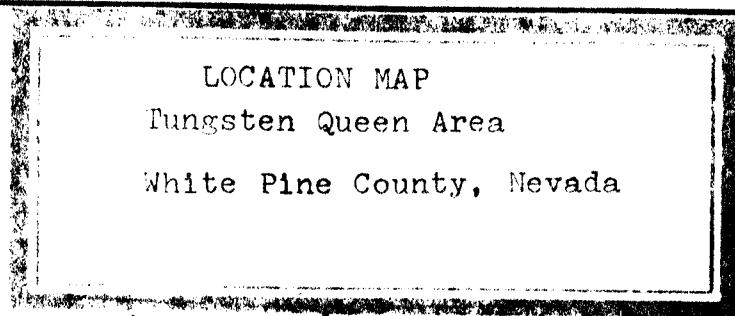 LOCATION MAP
Tungsten Queen Area
White Pine County, Nevada